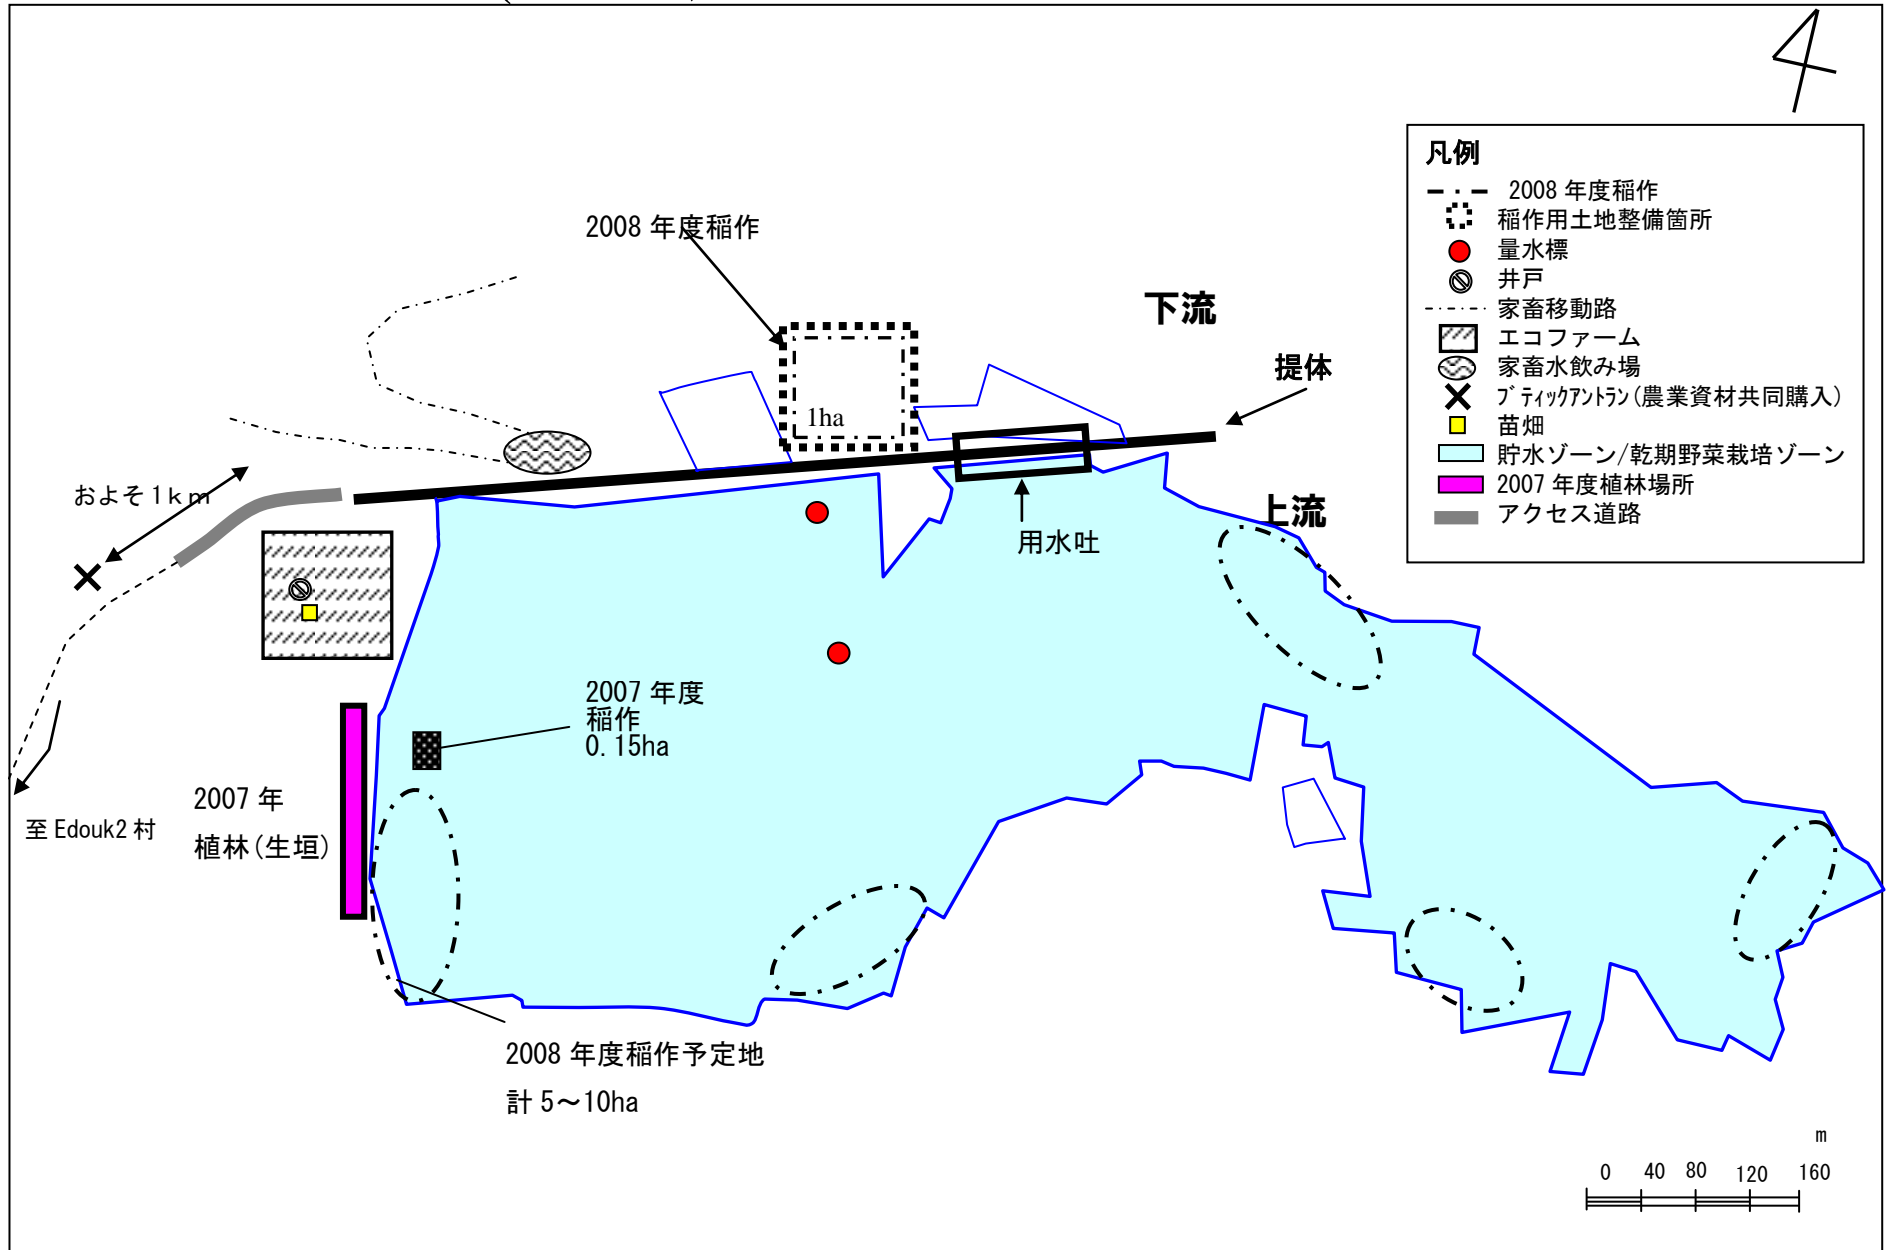 凡例
2008 年度稲作
稲作用土地整備箇所
量水標
井戸
家畜移動路
エコファーム
家畜水飲み場
ﾌﾞﾃｨｯｸｱﾝﾄﾗﾝ(農業資材共同購入)
苗畑
貯水ゾーン/乾期野菜栽培ゾーン
2007 年度植林場所
アクセス道路
2008 年度稲作
下流
提体
1ha
およそ 1ｋｍ
上流
用水吐
2007 年度
稲作
0.15ha
2007 年
植林(生垣)
至 Edouk2 村
2008 年度稲作予定地
計 5～10ha
m
0 40 80 120 160